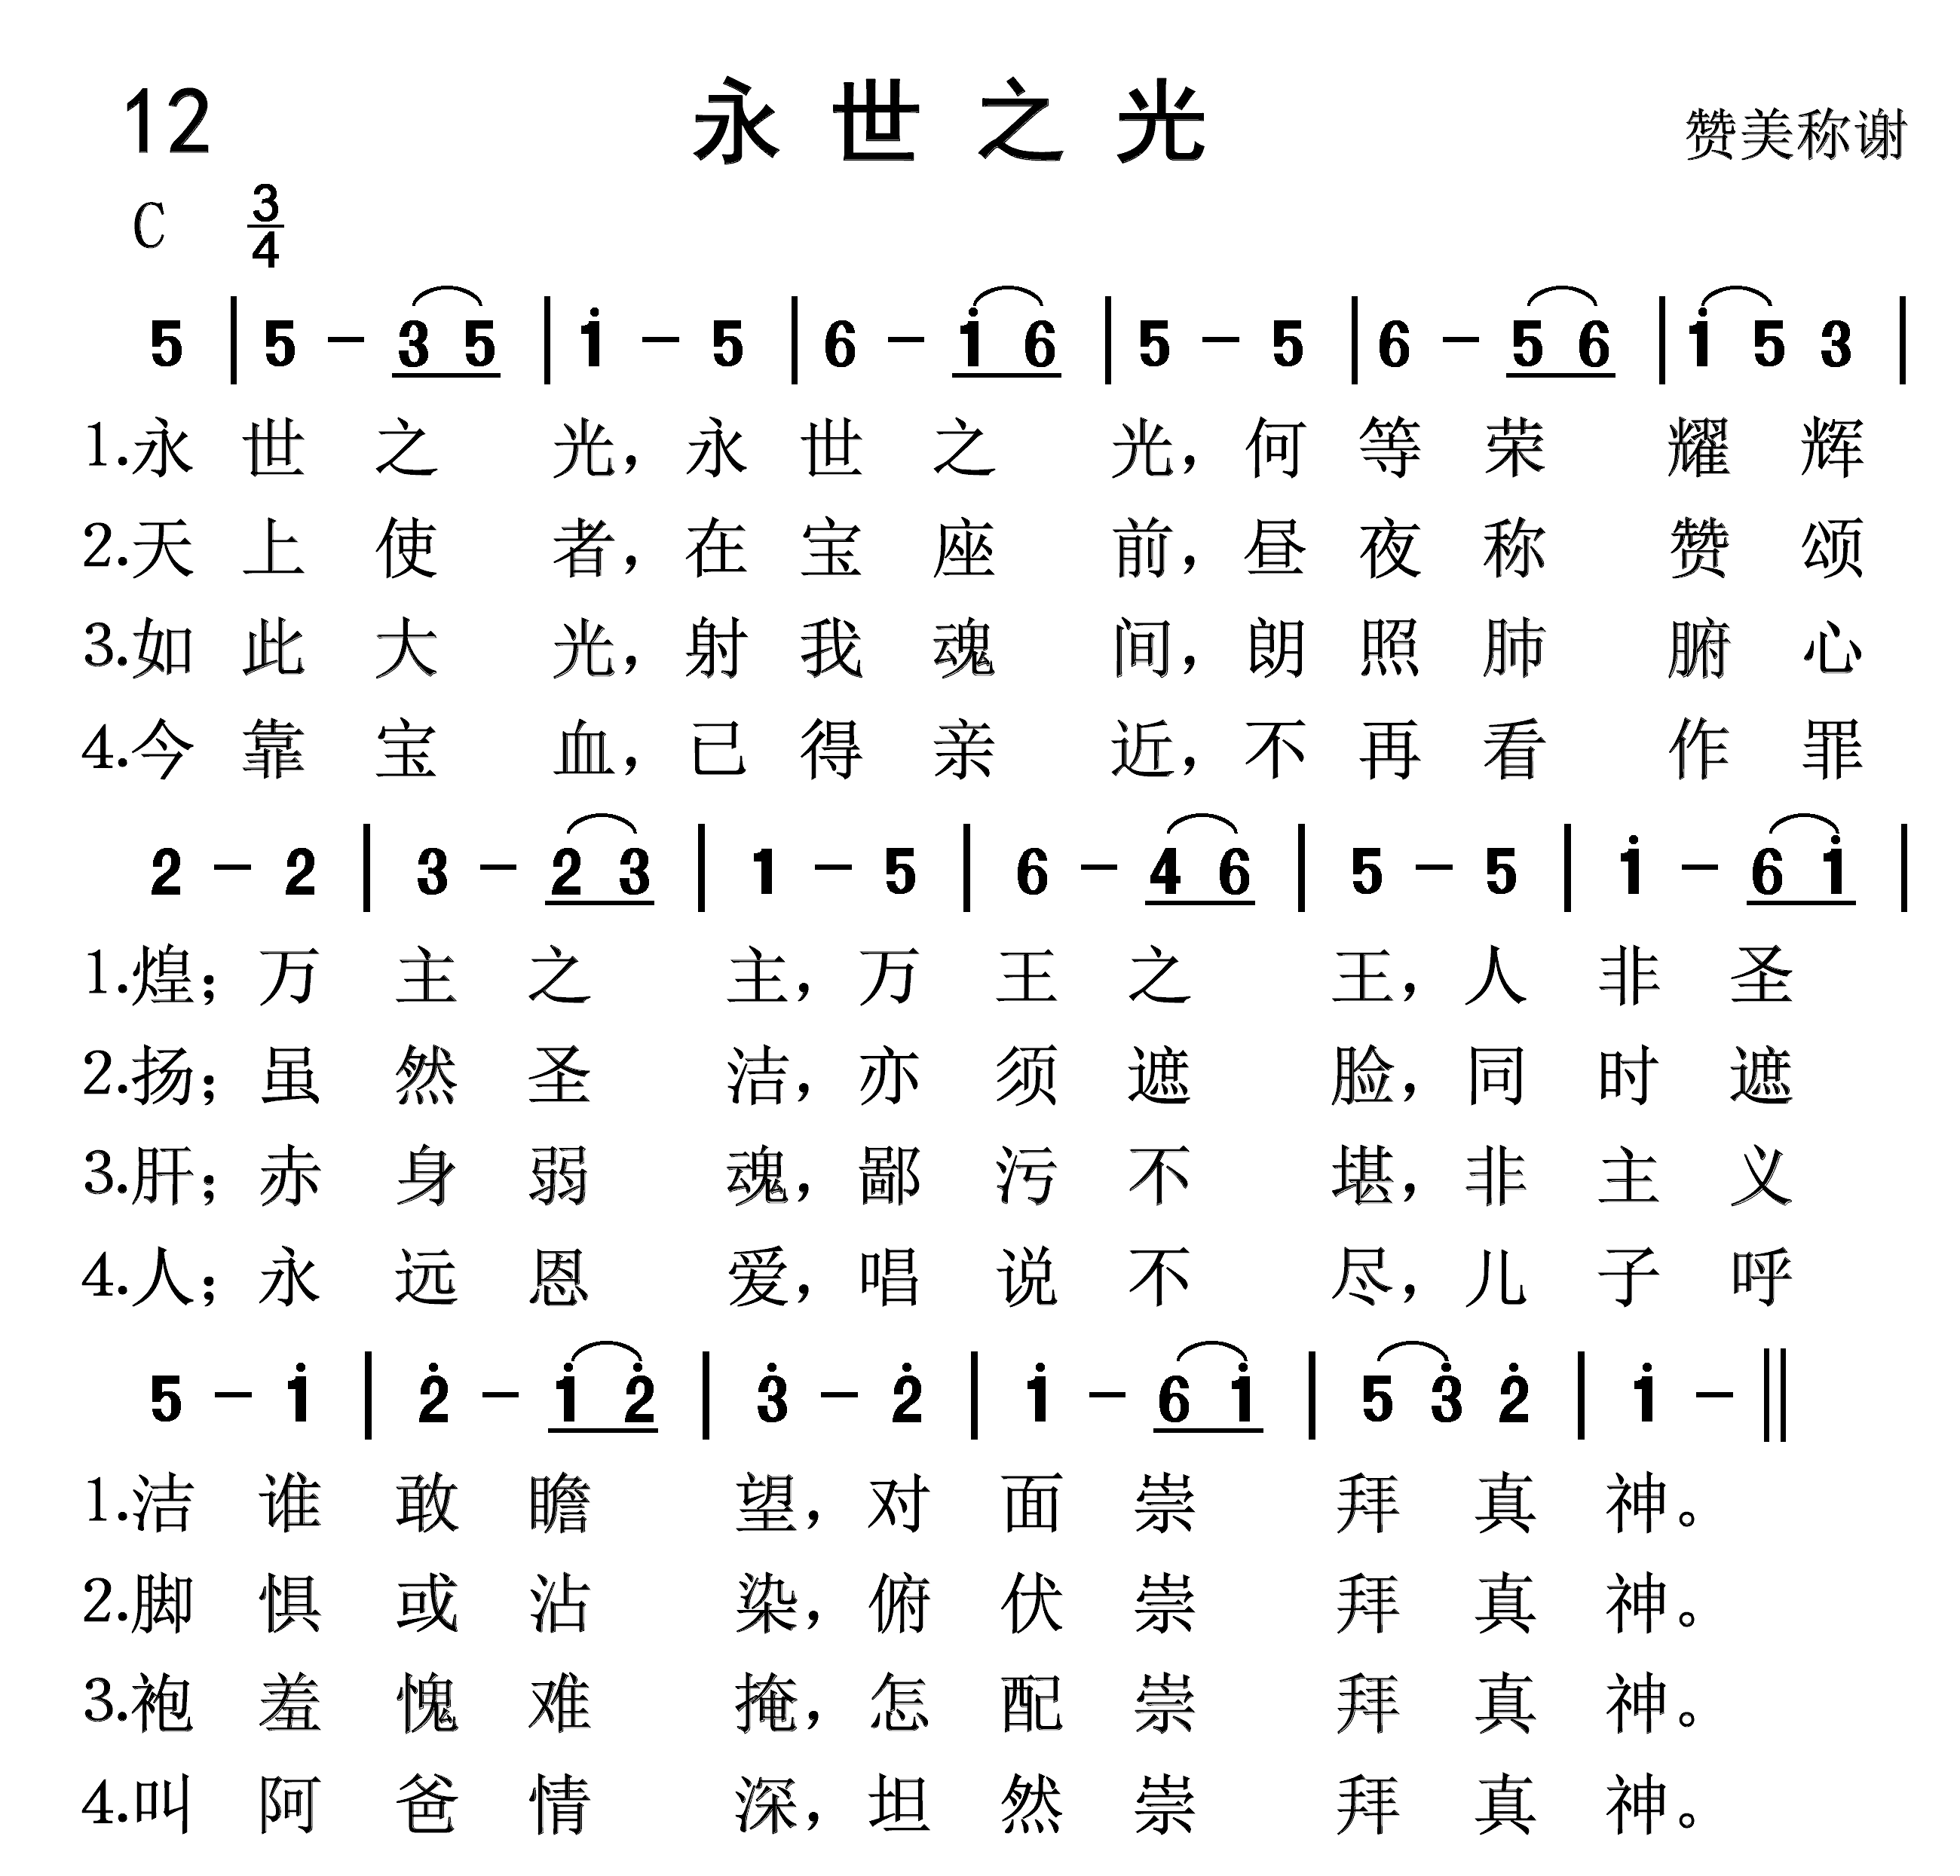 12 永世之光 赞美称谢
C 3/4
5 | 5 - 3 5 | i - 5 | 6 - i 6 | 5 - 5 | 6 - 5 6 | i 5 3 |
1.永世之光，永世之光，何等荣耀辉
2.天上使者，在宝座前，昼夜称赞颂
3.如此大光，射我魂间，朗照肺腑心
4.今靠宝血，已得亲近，不再看作罪
2 - 2 | 3 - 2 3 | 1 - 5 | 6 - 4 6 | 5 - 5 | i - 6 i |
1.煌；万主之主，万王之王，人非圣
2.扬；虽然圣洁，亦须遮脸，同时遮
3.肝；赤身弱魂，鄙污不堪，非主义
4.人；永远恩爱，唱说不尽，儿子呼
5 - i | 2̇ - i 2̇ | 3̇ - 2̇ | i - 6 i | 5 3̇ 2̇ | i - ‖
1.洁谁敢瞻望，对面崇拜真神。
2.脚惧或沾染，俯伏崇拜真神。
3.袍羞愧难掩，怎配崇拜真神。
4.叫阿爸情深，坦然崇拜真神。